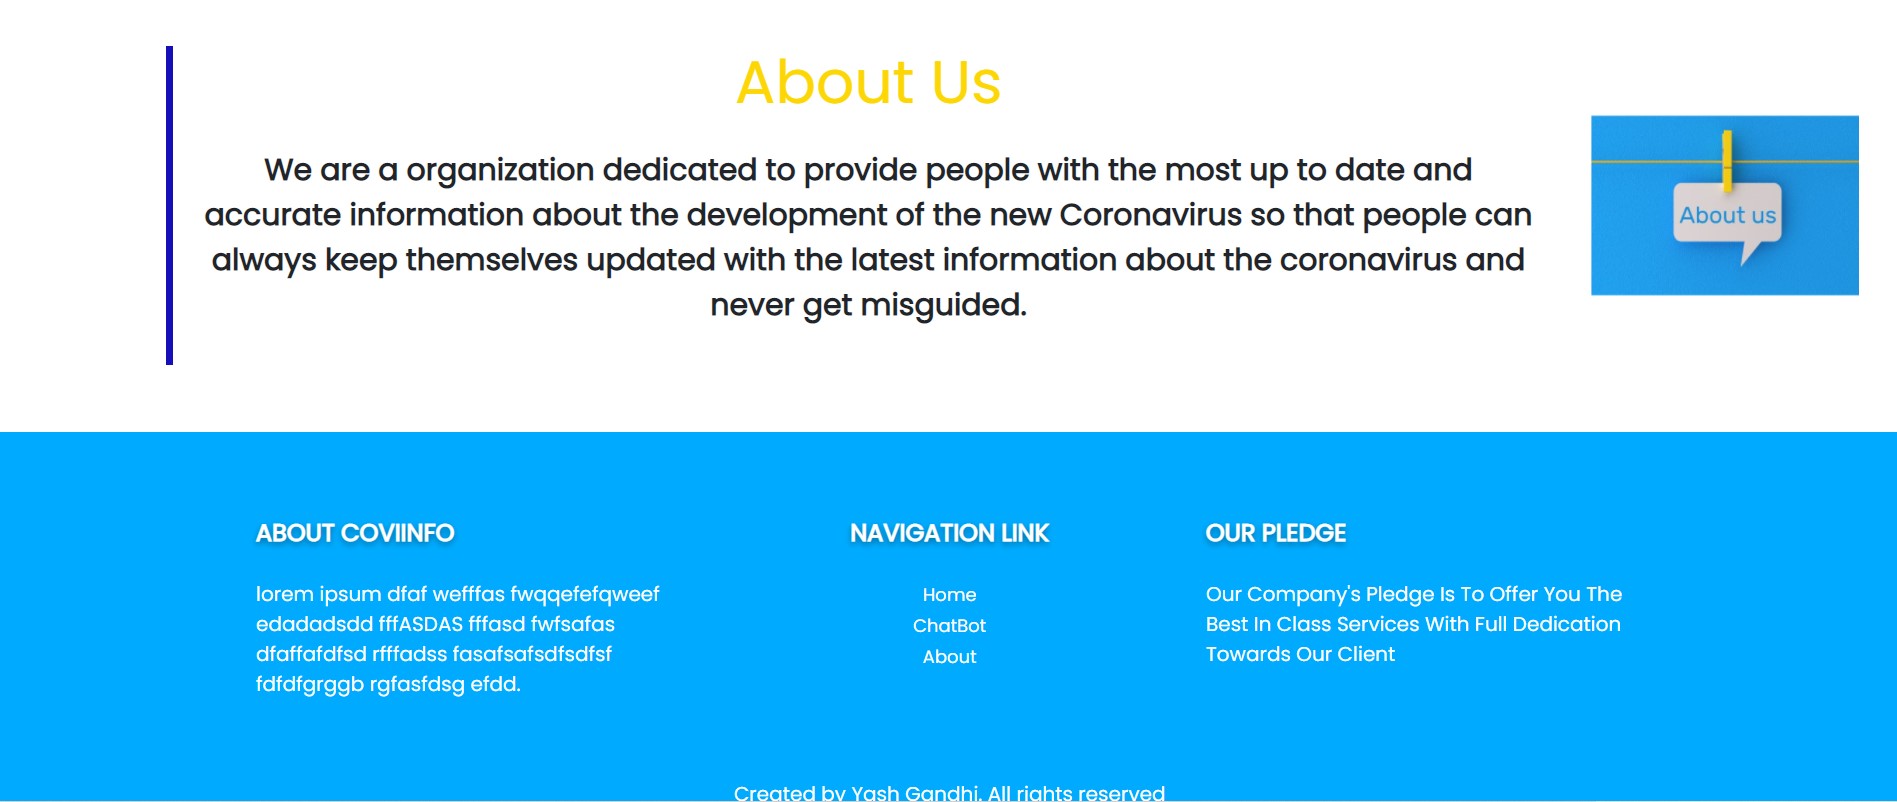 About Us
We are a organization dedicated to provide people with the most up to date and
accurate information about the development of the new Coronavirus so that people can
always keep themselves updated with the latest information about the coronavirus and
never get misguided.
About us
ABOUT COVIINFO
lorem ipsum dfaf wefffas fwqqefefqweef
edadadsdd fffASDAS fffasd fwfsafas
dfaffafdfsd rfffadss fasafsafsdfsdfsf
fdfdfgrggb rgfasfdsg efdd.
NAVIGATION LINK
Home
ChatBot
About
OUR PLEDGE
Our Company's Pledge Is To Offer You The
Best In Class Services With Full Dedication
Towards Our Client
Created by Yash Gandhi. All rights reserved